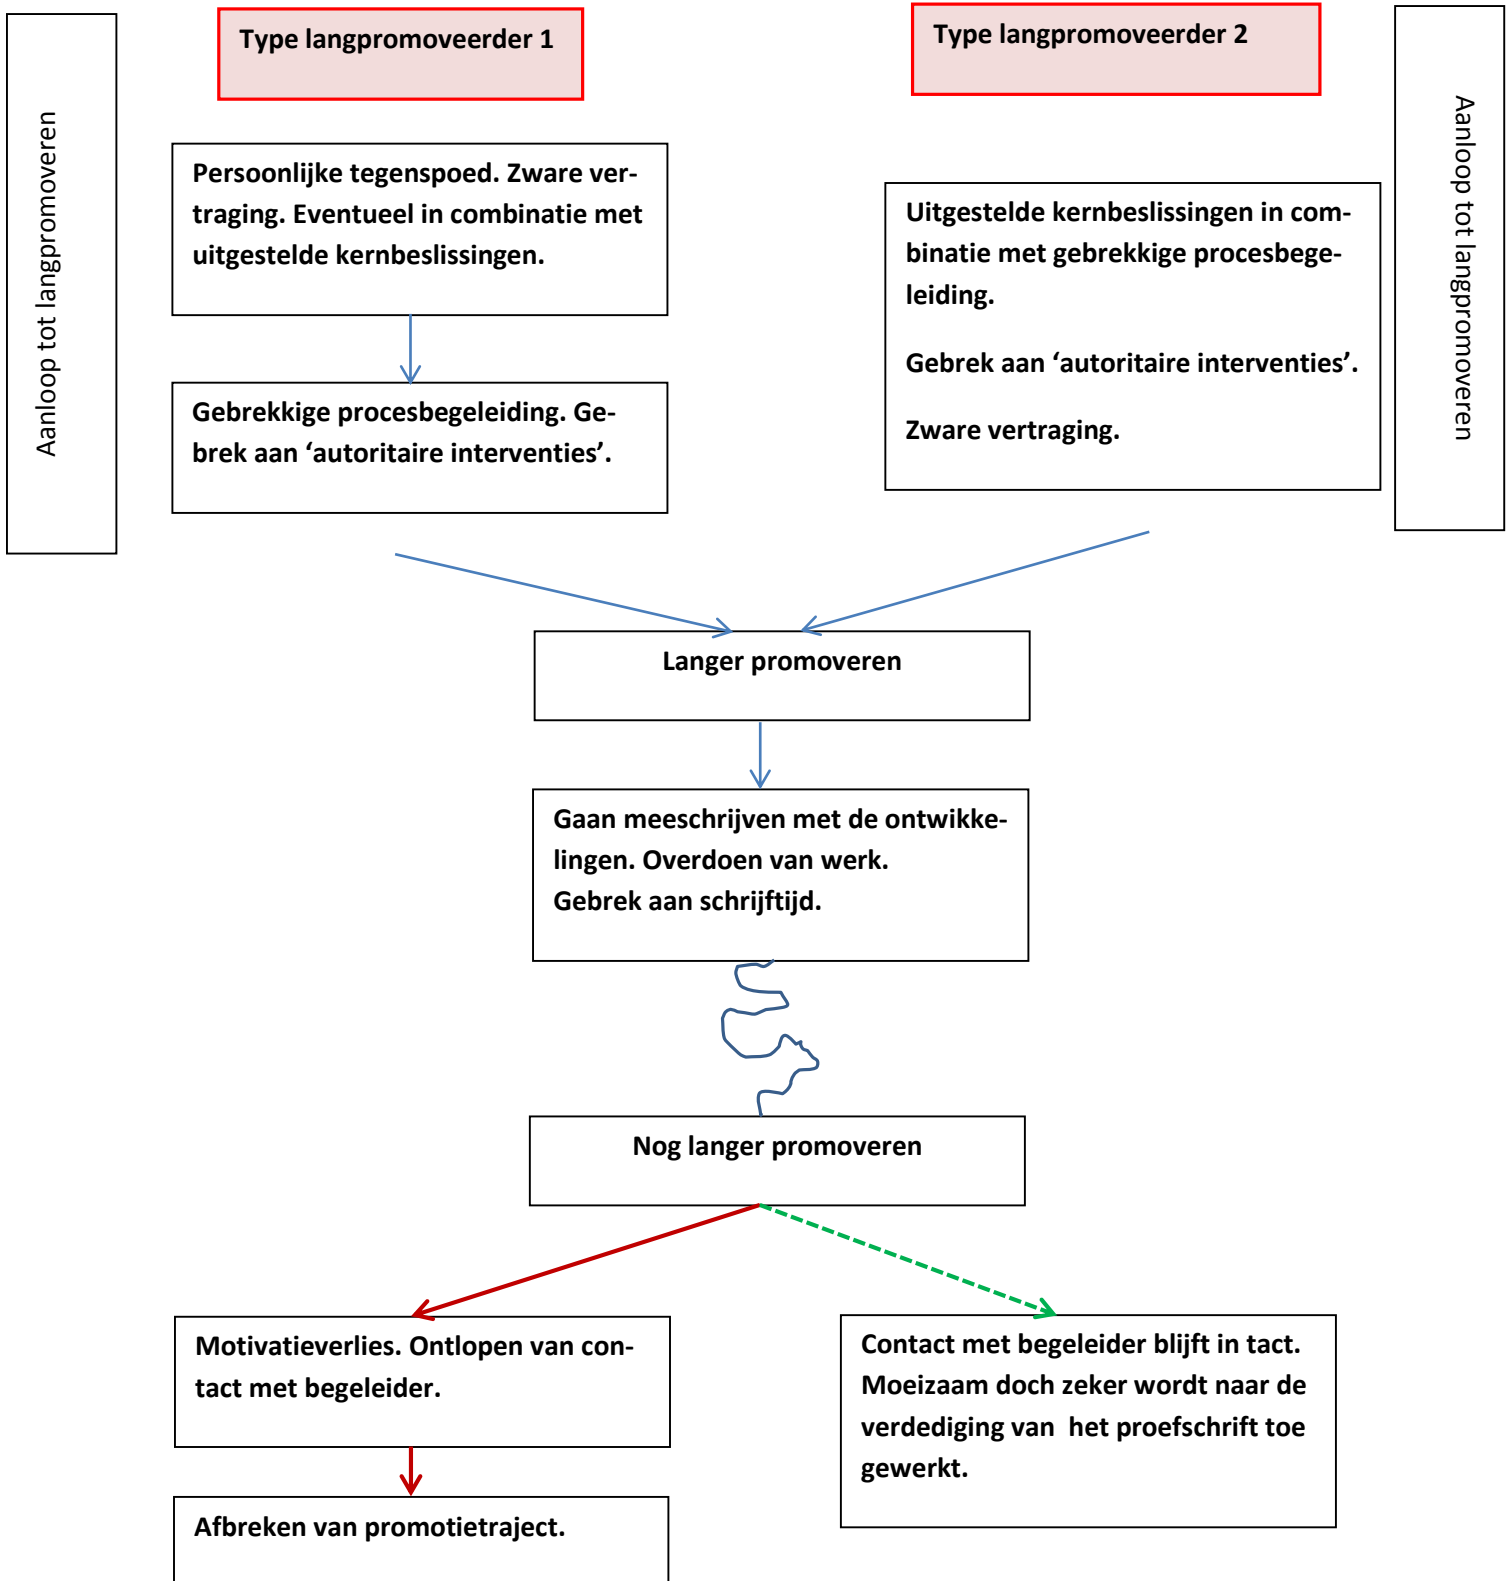 Aanloop tot langpromoveren
Type langpromoveerder 1
Persoonlijke tegenspoed. Zware ver-
traging. Eventueel in combinatie met
uitgestelde kernbeslissingen.
Gebrekkige procesbegeleiding. Ge-
brek aan ‘autoritaire interventies’.
Type langpromoveerder 2
Uitgestelde kernbeslissingen in com-
binatie met gebrekkige procesbege-
leiding.
Gebrek aan ‘autoritaire interventies’.
Zware vertraging.
Aanloop tot langpromoveren
Langer promoveren
Gaan meeschrijven met de ontwikke-
lingen. Overdoen van werk.
Gebrek aan schrijftijd.
Nog langer promoveren
Motivatieverlies. Ontlopen van con-
tact met begeleider.
Afbreken van promotietraject.
Contact met begeleider blijft in tact.
Moeizaam doch zeker wordt naar de
verdediging van  het proefschrift toe
gewerkt.